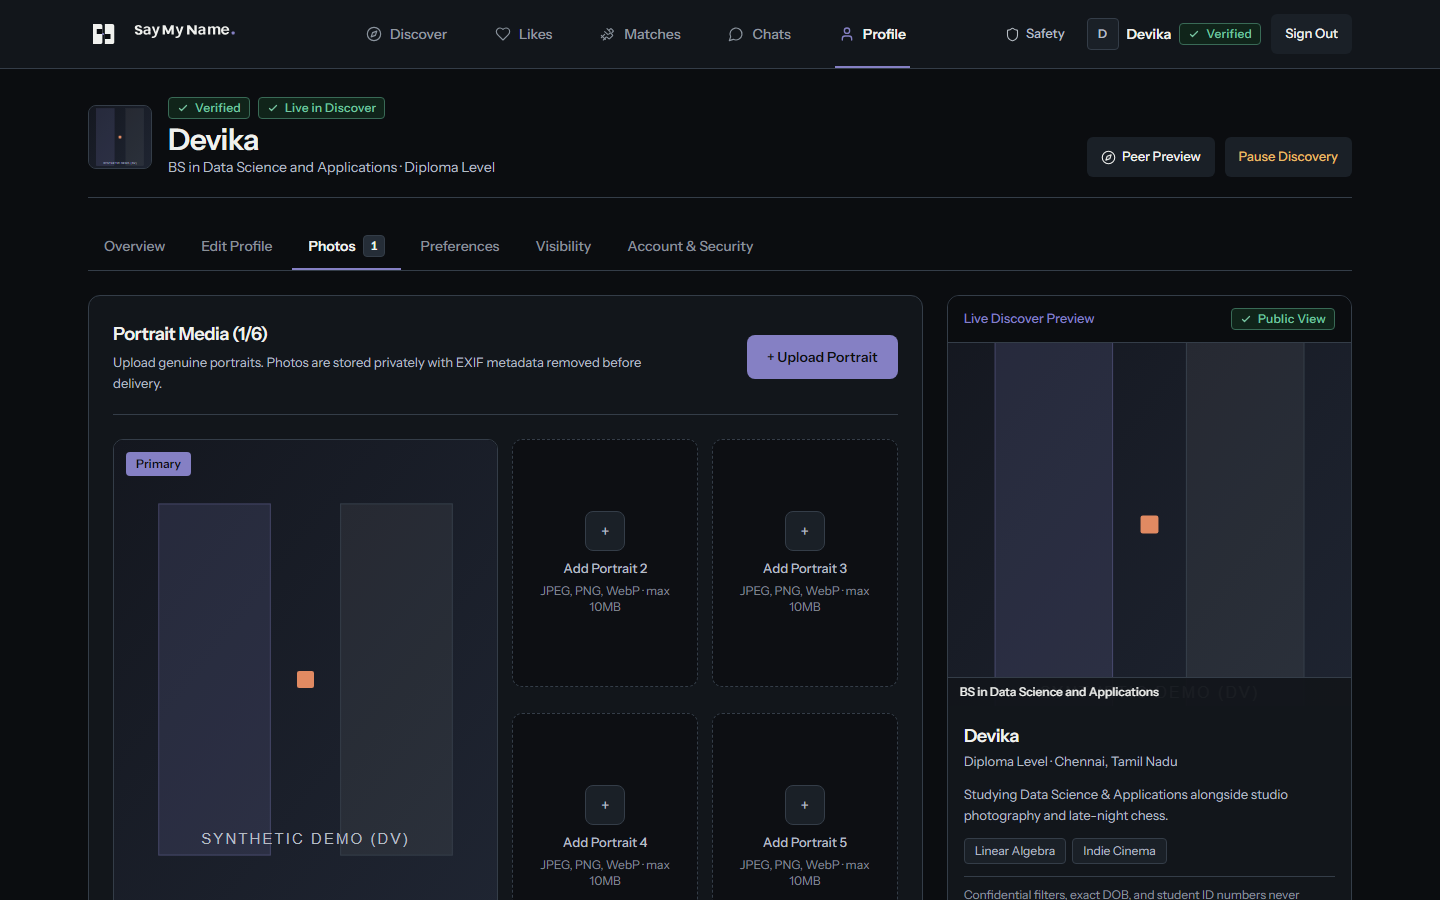 Say My Name.
Discover
Likes
Matches
Chats
Profile
Safety
D
Devika
Verified
Sign Out
Verified
Live in Discover
Devika
BS in Data Science and Applications · Diploma Level
Peer Preview
Pause Discovery
Overview
Edit Profile
Photos 1
Preferences
Visibility
Account & Security
Portrait Media (1/6)
Upload genuine portraits. Photos are stored privately with EXIF metadata removed before
delivery.
+ Upload Portrait
Primary
SYNTHETIC DEMO (DV)
+
Add Portrait 2
JPEG, PNG, WebP · max
10MB
+
Add Portrait 3
JPEG, PNG, WebP · max
10MB
+
Add Portrait 4
JPEG, PNG, WebP · max
10MB
+
Add Portrait 5
JPEG, PNG, WebP · max
10MB
Live Discover Preview
Public View
BS in Data Science and Applications
DEMO (DV)
Devika
Diploma Level · Chennai, Tamil Nadu
Studying Data Science & Applications alongside studio
photography and late-night chess.
Linear Algebra
Indie Cinema
Confidential filters, exact DOB, and student ID numbers never